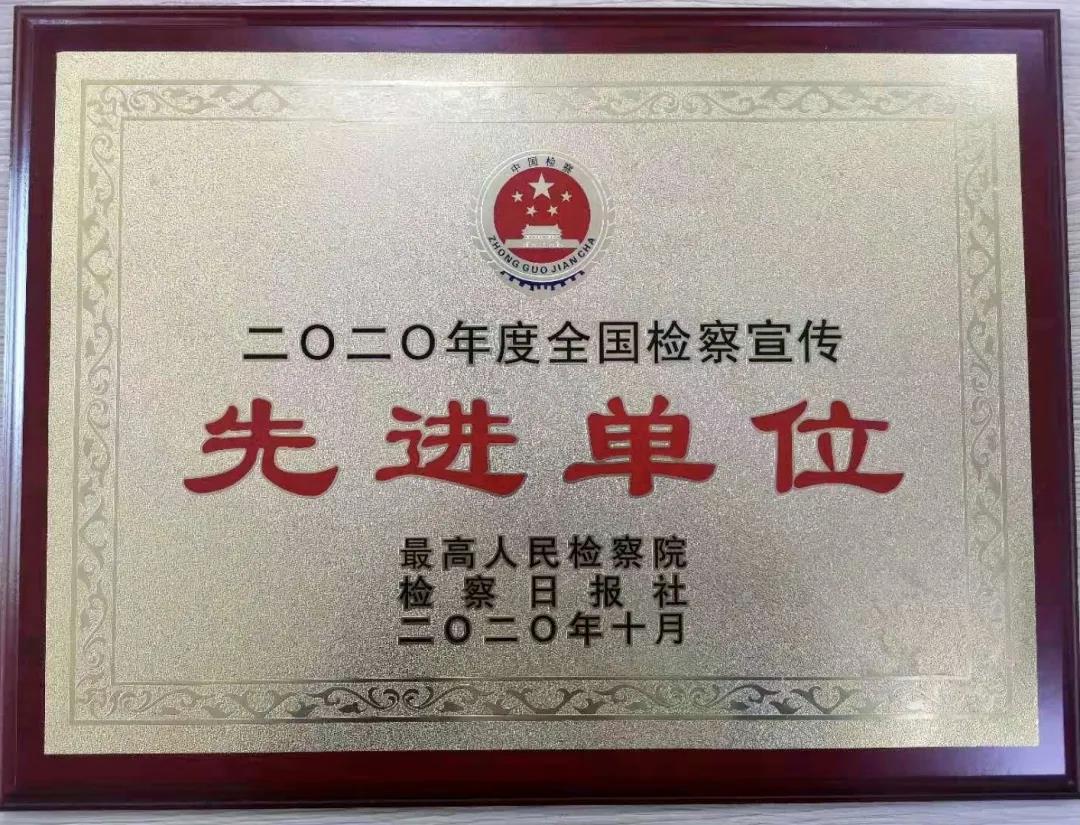 中国检察
ZHONG GUO JIAN CHA
二〇二〇年度全国检察宣传
先进单位
最高人民检察院
检察日报社
二〇二〇年十月